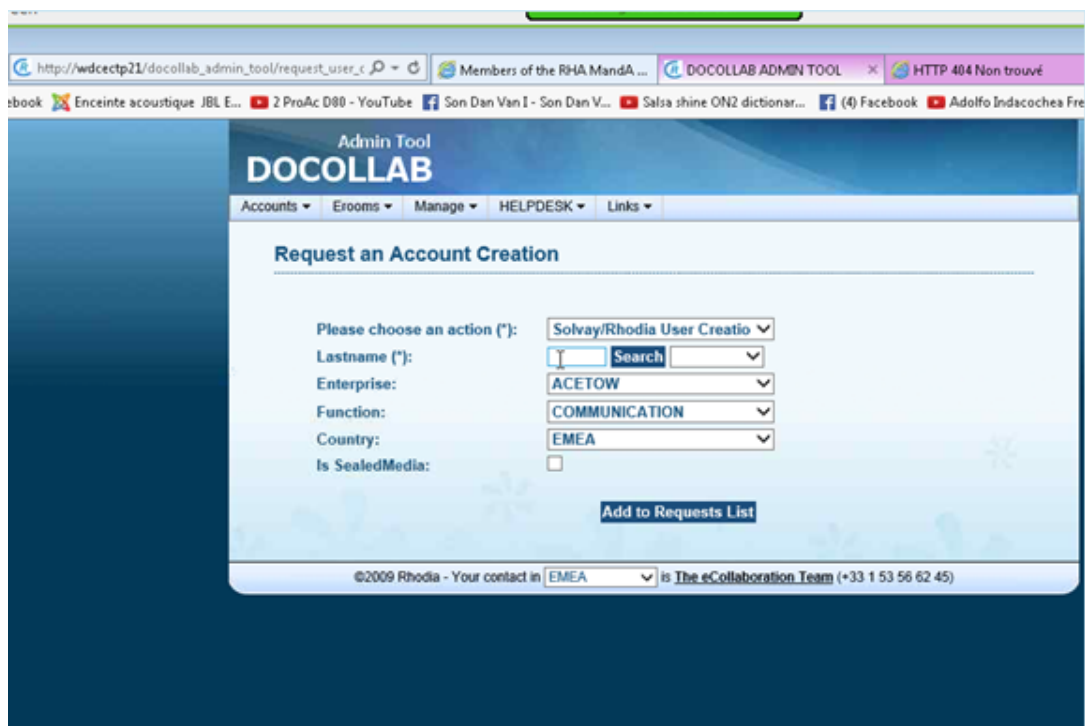 http://wdcectp21/docollab_admin_tool/request_user_c
Members of the RHA MandA ...
DOCOLLAB ADMIN TOOL
HTTP 404 Non trouvé
ebook Enceinte acoustique JBL E... 2 ProAc D80 - YouTube Son Dan Van I - Son Dan V... Salsa shine ON2 dictionar... (4) Facebook Adolfo Indacochea Fre
Admin Tool
DOCOLLAB
Accounts Erooms Manage HELPDESK Links
Request an Account Creation
Please choose an action (*): Solvay/Rhodia User Creatio
Lastname (*): Search
Enterprise: ACETOW
Function: COMMUNICATION
Country: EMEA
Is SealedMedia:
Add to Requests List
©2009 Rhodia - Your contact in EMEA is The eCollaboration Team (+33 1 53 56 62 45)